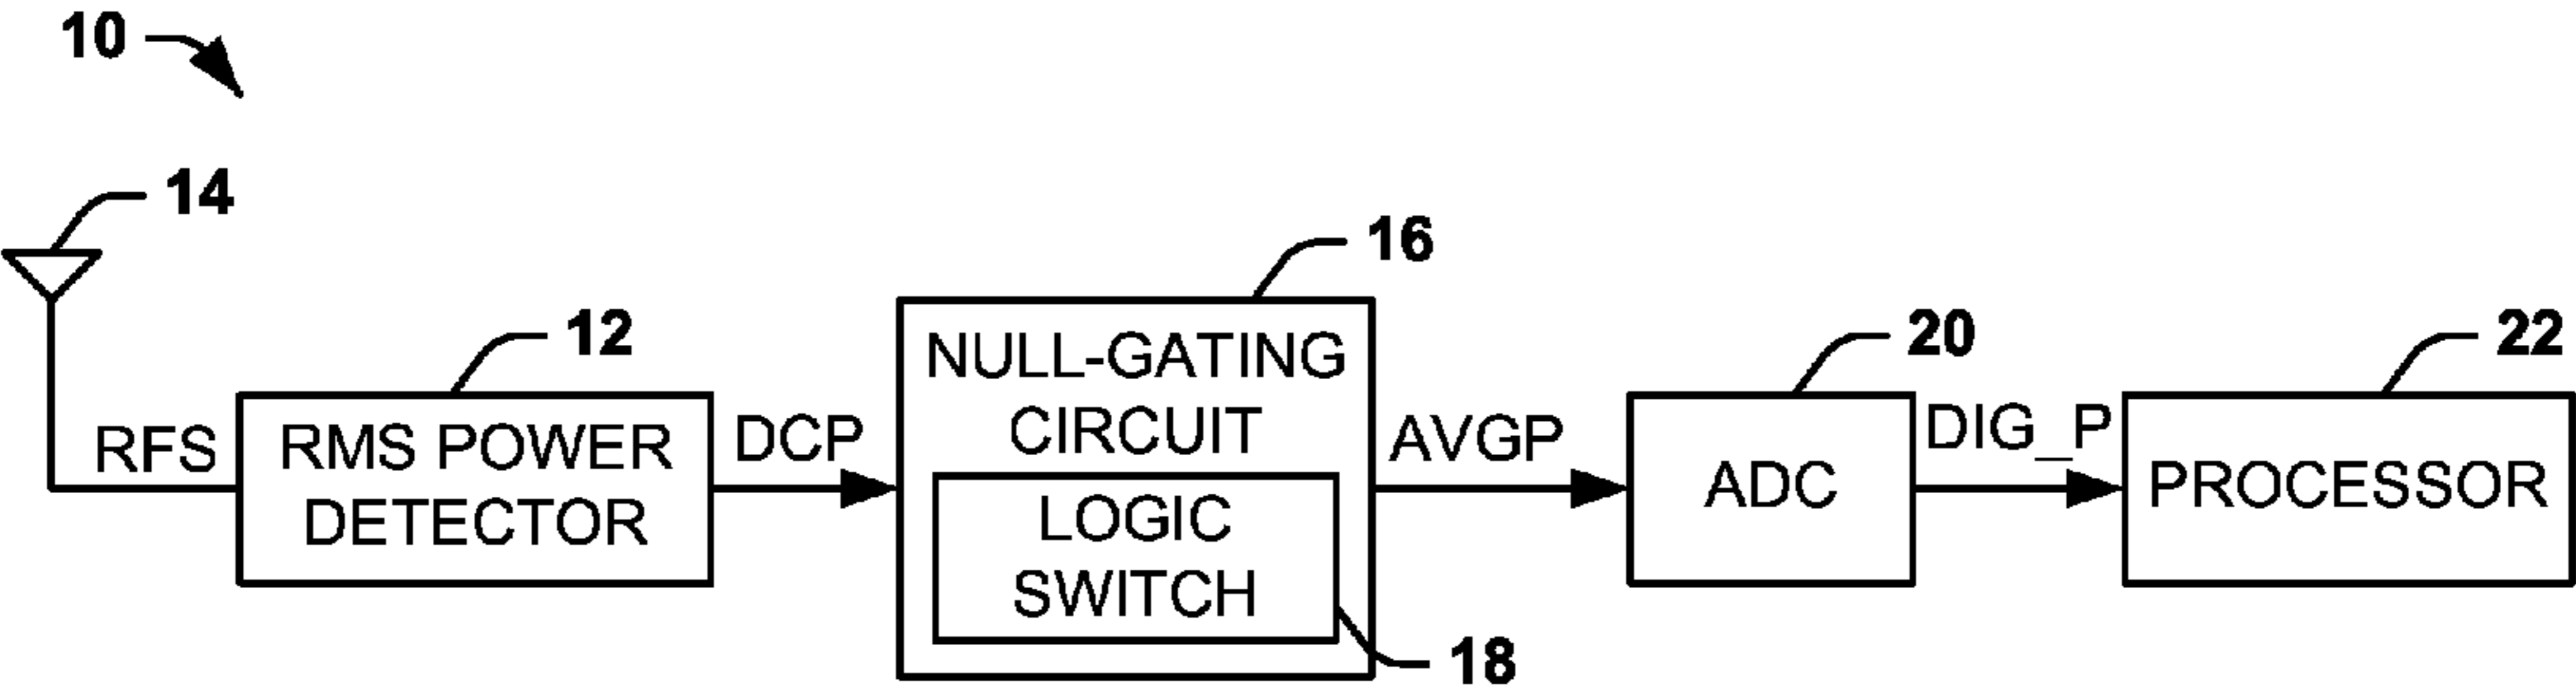 10
14
16
12
20
22
RFS
RMS POWER
DETECTOR
DCP
NULL-GATING
CIRCUIT
LOGIC
SWITCH
18
AVGP
ADC
DIG_P
PROCESSOR